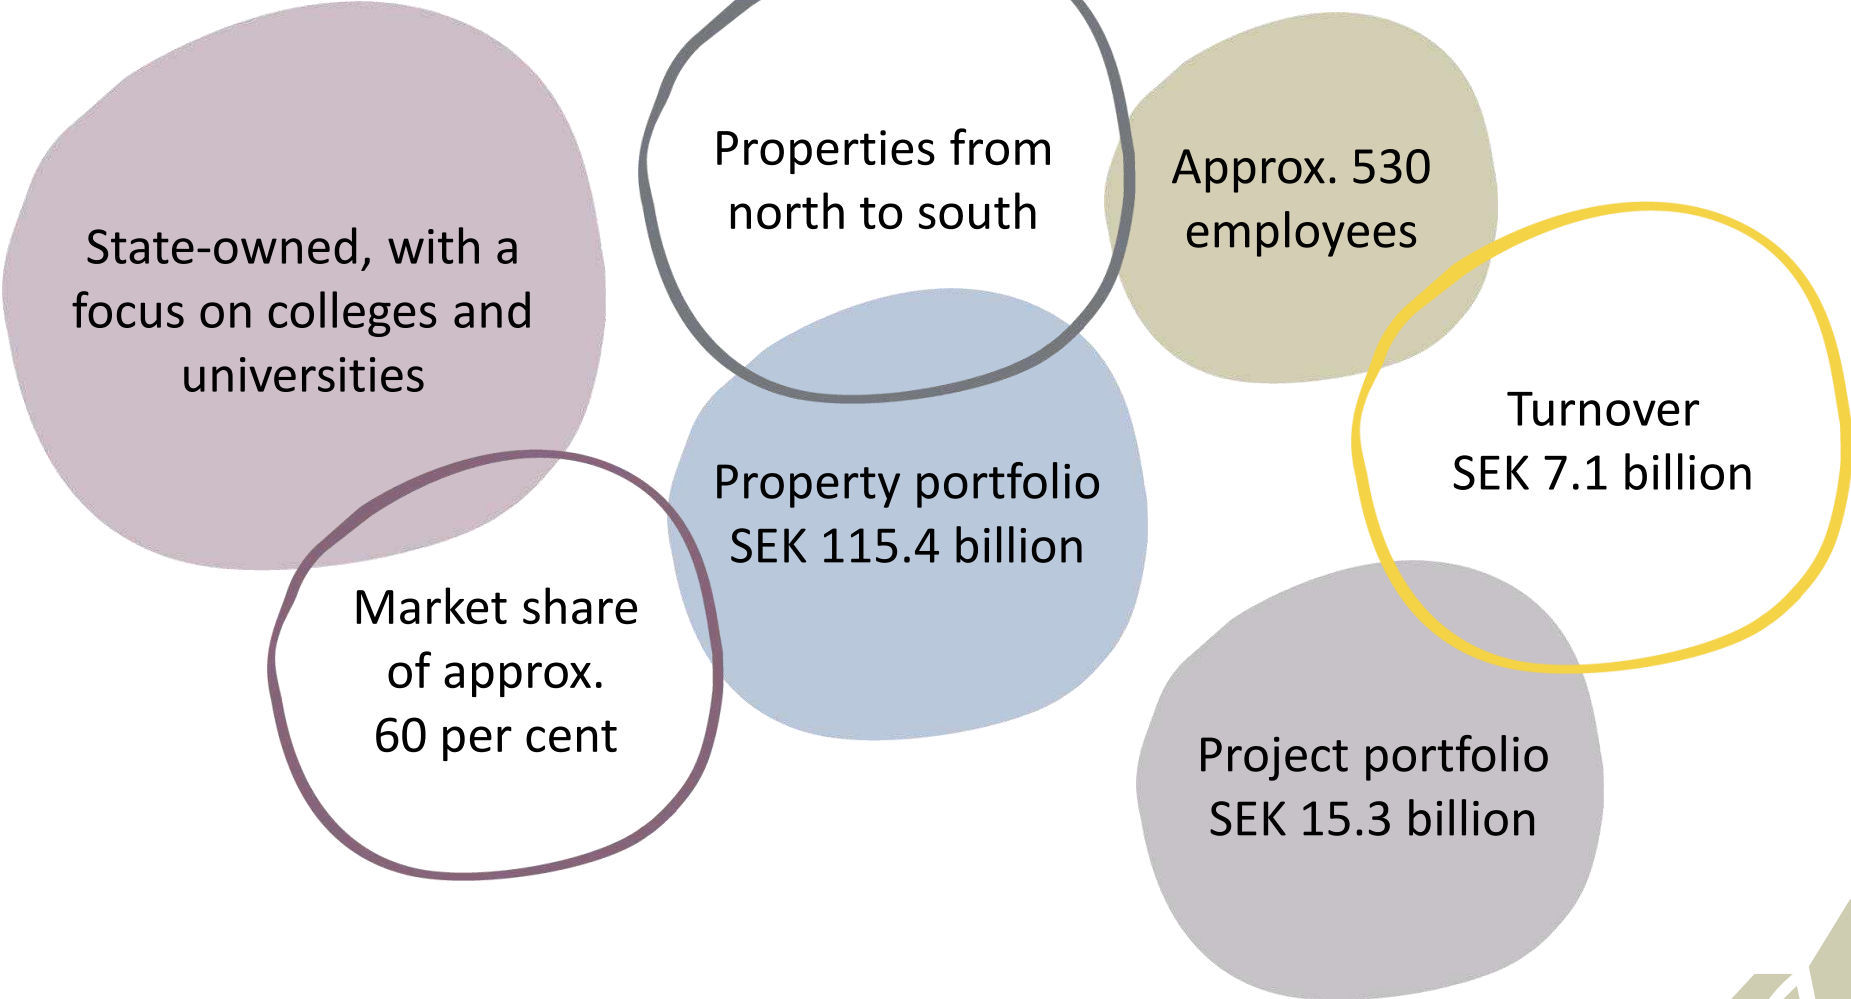 State-owned, with a
focus on colleges and
universities
Properties from
north to south
Approx. 530
employees
Turnover
SEK 7.1 billion
Property portfolio
SEK 115.4 billion
Market share
of approx.
60 per cent
Project portfolio
SEK 15.3 billion